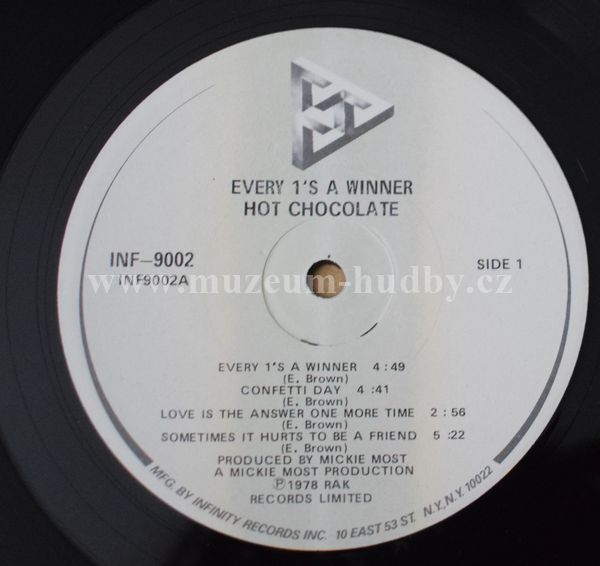 EVERY 1'S A WINNER
HOT CHOCOLATE
INF-9002
INF9002A
SIDE 1
www.muzeum-hudby.cz
EVERY 1'S A WINNER 4:49
(E. Brown)
CONFETTI DAY 4:41
(E. Brown)
LOVE IS THE ANSWER ONE MORE TIME 2:56
(E. Brown)
SOMETIMES IT HURTS TO BE A FRIEND 5:22
(E. Brown)
PRODUCED BY MICKIE MOST
A MICKIE MOST PRODUCTION
℗1978 RAK
RECORDS LIMITED
MFG. BY INFINITY RECORDS INC. 10 EAST 53 ST. N.Y., N.Y. 10022